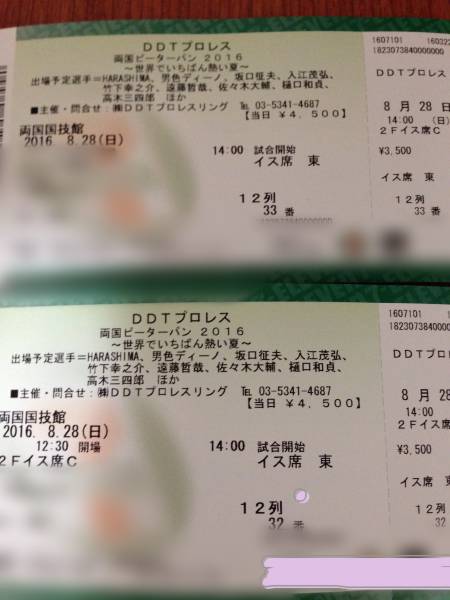 DDTプロレス
両国ピーターパン 2016
～世界でいちばん熱い夏～
出場予定選手＝HARASHIMA、男色ディーノ、坂口征夫、入江茂弘、
竹下幸之介、遠藤哲哉、佐々木大輔、樋口和貞、
高木三四郎 ほか
■主催・問合せ：㈱DDTプロレスリング ℡ 03-5341-4687
【当日 ￥4,500】
両国国技館
2016. 8.28(日)
14:00 試合開始
イス席 東
12列
33 番
1607101 160322
1823073840000000
DDTプロレス
8月 28日
14:00 (日)
2FイスC席
¥3,500
イス席 東
12列
33 番
DDTプロレス
両国ピーターパン 2016
～世界でいちばん熱い夏～
出場予定選手＝HARASHIMA、男色ディーノ、坂口征夫、入江茂弘、
竹下幸之介、遠藤哲哉、佐々木大輔、樋口和貞、
高木三四郎 ほか
■主催・問合せ：㈱DDTプロレスリング ℡ 03-5341-4687
【当日 ￥4,500】
両国国技館
2016. 8.28(日)
12:30 開場
14:00 試合開始
2Fイス席C
イス席 東
12列
32 番
1607101
1823073840000
DDTプロレ
8月 28
14:00
2Fイス席C
¥3,500
イス席 東
12列
32